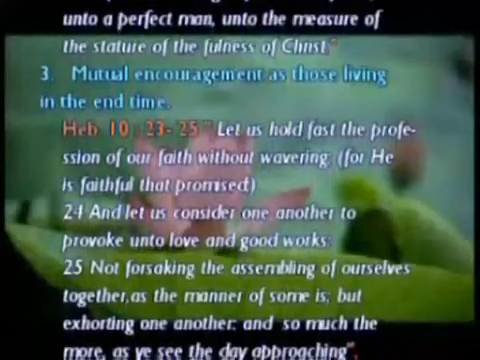 unto a perfect man, unto the measure of
the stature of the fulness of Christ."
3. Mutual encouragement as those living
in the end time.
Heb 10 : 23- 25 " Let us hold fast the profe-
ssion of our faith without wavering; (for He
is faithful that promised;)
24 And let us consider one another to
provoke unto love and good works:
25 Not forsaking the assembling of ourselves
together, as the manner of some is; but
exhorting one another: and so much the
more, as ye see the day approaching".